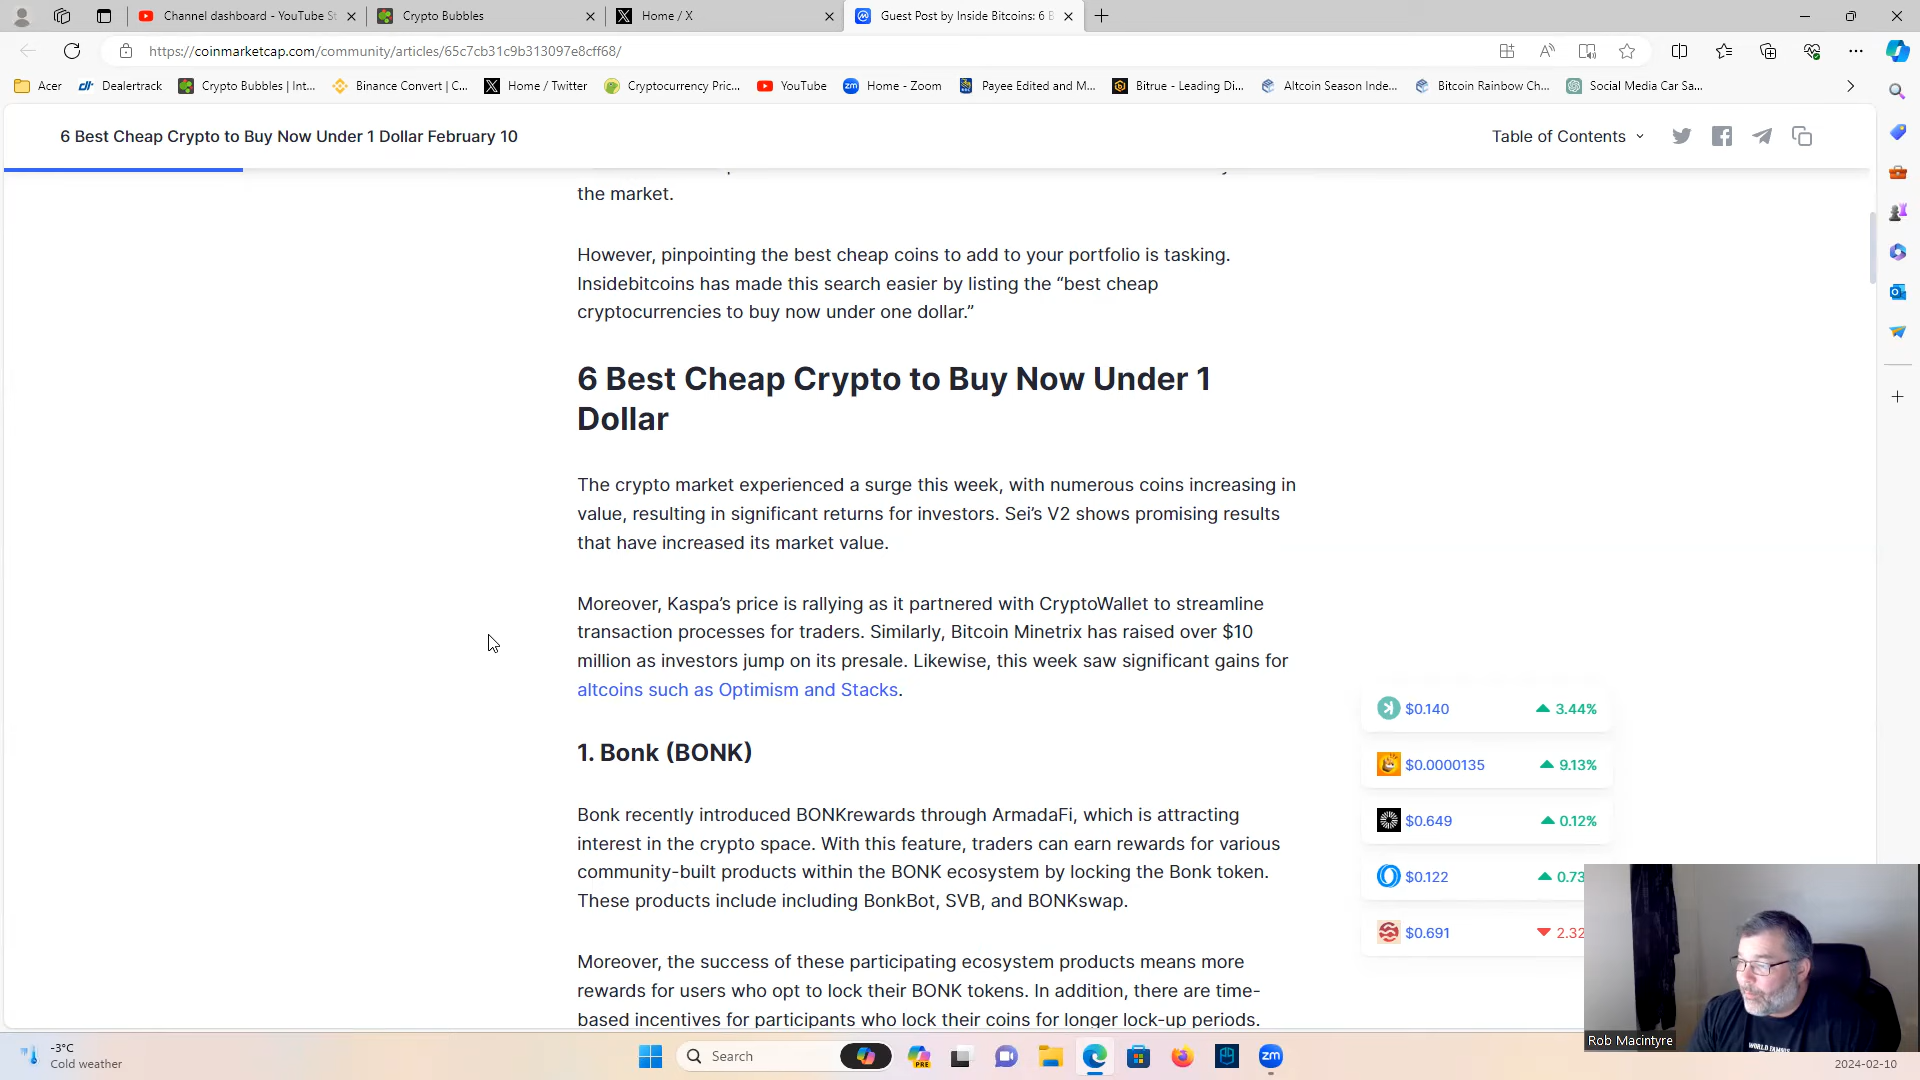 Channel dashboard - YouTube St
Crypto Bubbles
Home / X
Guest Post by Inside Bitcoins: 6 B
https://coinmarketcap.com/community/articles/65c7cb31c9b313097e8cff68/
Acer
Dealertrack
Crypto Bubbles | Int...
Binance Convert | C...
Home / Twitter
Cryptocurrency Pric...
YouTube
Home - Zoom
Payee Edited and M...
Bitrue - Leading Di...
Altcoin Season Inde...
Bitcoin Rainbow Ch...
Social Media Car Sa...
6 Best Cheap Crypto to Buy Now Under 1 Dollar February 10
Table of Contents
the market.
However, pinpointing the best cheap coins to add to your portfolio is tasking.
Insidebitcoins has made this search easier by listing the “best cheap
cryptocurrencies to buy now under one dollar.”
6 Best Cheap Crypto to Buy Now Under 1
Dollar
The crypto market experienced a surge this week, with numerous coins increasing in
value, resulting in significant returns for investors. Sei’s V2 shows promising results
that have increased its market value.
Moreover, Kaspa’s price is rallying as it partnered with CryptoWallet to streamline
transaction processes for traders. Similarly, Bitcoin Minetrix has raised over $10
million as investors jump on its presale. Likewise, this week saw significant gains for
altcoins such as Optimism and Stacks.
1. Bonk (BONK)
Bonk recently introduced BONKrewards through ArmadaFi, which is attracting
interest in the crypto space. With this feature, traders can earn rewards for various
community-built products within the BONK ecosystem by locking the Bonk token.
These products include including BonkBot, SVB, and BONKswap.
Moreover, the success of these participating ecosystem products means more
rewards for users who opt to lock their BONK tokens. In addition, there are time-
based incentives for participants who lock their coins for longer lock-up periods.
$0.140 3.44%
$0.0000135 9.13%
$0.649 0.12%
$0.122 0.73
$0.691 2.32
Rob Macintyre
WORLD FAMOUS
-3°C
Cold weather
Search
PRE
zm
2024-02-10